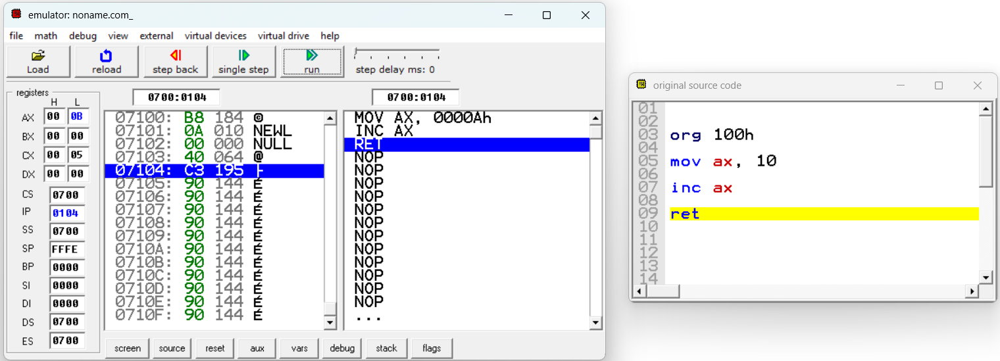 emulator: noname.com_
file math debug view external virtual devices virtual drive help
Load reload step back single step run step delay ms: 0
registers
H L
AX 00 0B
BX 00 00
CX 00 05
DX 00 00
CS 0700
IP 0104
SS 0700
SP FFFE
BP 0000
SI 0000
DI 0000
DS 0700
ES 0700
0700:0104
07100: B8 184 ©
07101: 0A 010 NEWL
07102: 00 000 NULL
07103: 40 064 @
07104: C3 195 ├
07105: 90 144 É
07106: 90 144 É
07107: 90 144 É
07108: 90 144 É
07109: 90 144 É
0710A: 90 144 É
0710B: 90 144 É
0710C: 90 144 É
0710D: 90 144 É
0710E: 90 144 É
0710F: 90 144 É
0700:0104
MOV AX, 0000Ah
INC AX
RET
NOP
NOP
NOP
NOP
NOP
NOP
NOP
NOP
NOP
NOP
NOP
NOP
...
screen source reset aux vars debug stack flags
original source code
01
02
03 org 100h
04
05 mov ax, 10
06
07 inc ax
08
09 ret
10
11
12
13
14